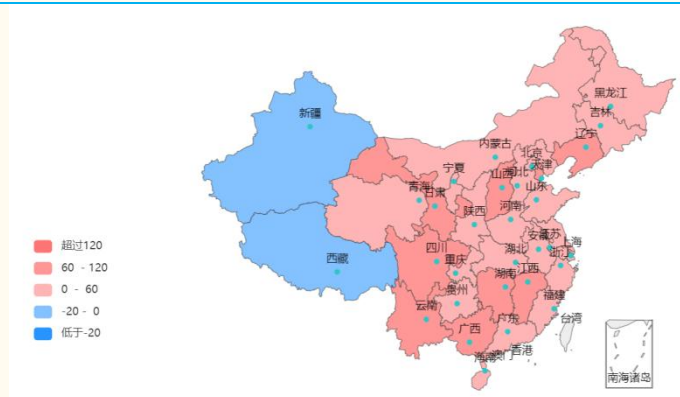 黑龙江
吉林
新疆
辽宁
内蒙古
北京
天津
宁夏
山西
河北
青海
甘肃
山东
陕西
河南
江苏
安徽
上海
四川
湖北
浙江
西藏
重庆
湖南
江西
贵州
福建
云南
台湾
广西
广东
香港
澳门
海南
南海诸岛
超过120
60 - 120
0 - 60
-20 - 0
低于-20